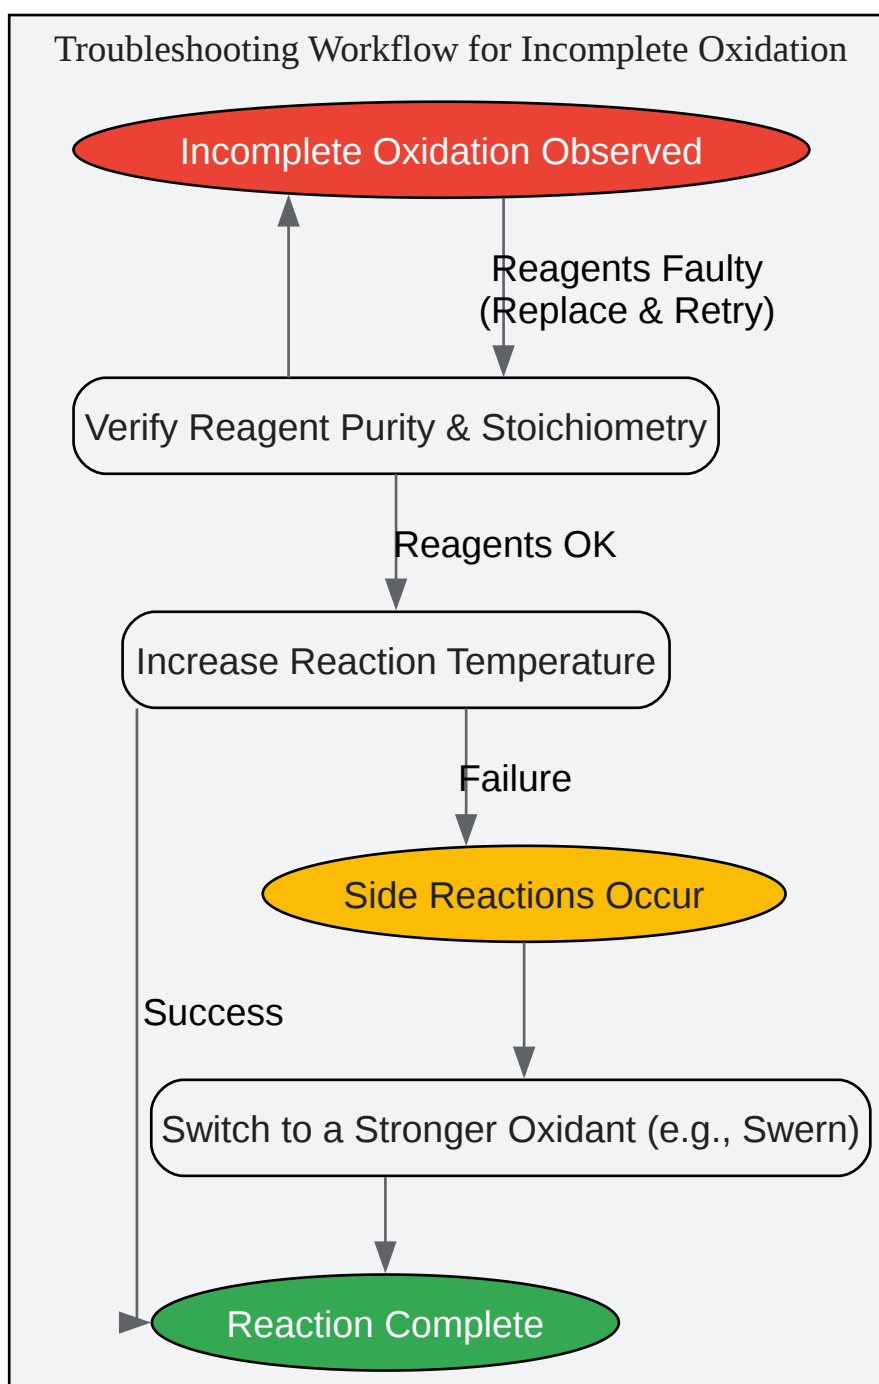 Troubleshooting Workflow for Incomplete Oxidation
Incomplete Oxidation Observed
Reagents Faulty
(Replace & Retry)
Verify Reagent Purity & Stoichiometry
Reagents OK
Increase Reaction Temperature
Failure
Side Reactions Occur
Success
Switch to a Stronger Oxidant (e.g., Swern)
Reaction Complete